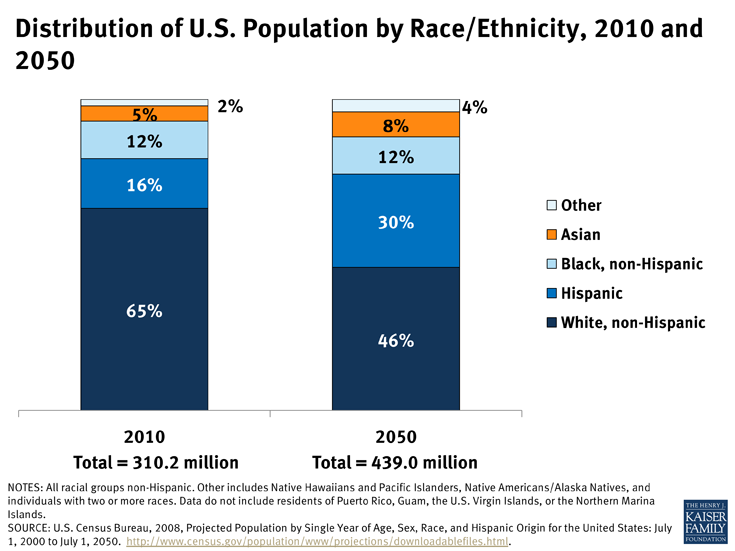 Distribution of U.S. Population by Race/Ethnicity, 2010 and
2050
2%
5%
12%
16%
65%
4%
8%
12%
30%
46%
Other
Asian
Black, non-Hispanic
Hispanic
White, non-Hispanic
2010
Total = 310.2 million
2050
Total = 439.0 million
NOTES: All racial groups non-Hispanic. Other includes Native Hawaiians and Pacific Islanders, Native Americans/Alaska Natives, and
individuals with two or more races. Data do not include residents of Puerto Rico, Guam, the U.S. Virgin Islands, or the Northern Marina
Islands.
SOURCE: U.S. Census Bureau, 2008, Projected Population by Single Year of Age, Sex, Race, and Hispanic Origin for the United States: July
1, 2000 to July 1, 2050. http://www.census.gov/population/www/projections/downloadablefiles.html.
THE HENRY J.
KAISER
FAMILY
FOUNDATION